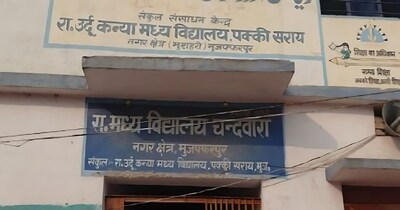 संकुल संसाधन केन्द्र
रा.उर्दू कन्या मध्य विद्यालय,पक्की सराय
नगर क्षेत्र (मुशहरी) मुजफ्फरपुर
शिक्षा का अधिकार
रा.मध्य विद्यालय चन्दवारा
नगर क्षेत्र, मुजफ्फरपुर
संकुल-रा.उर्दू कन्या मध्य विद्यालय,पक्की सराय,मुज.